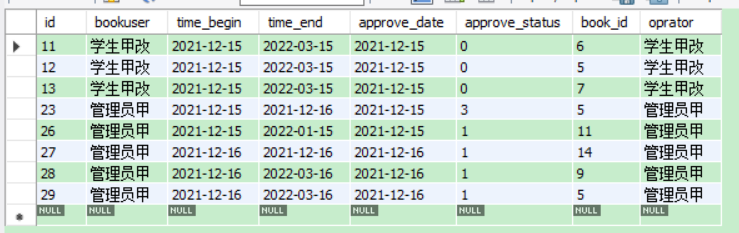 id bookuser time_begin time_end approve_date approve_status book_id oprator
11 学生甲改 2021-12-15 2022-03-15 2021-12-15 0 6 学生甲改
12 学生甲改 2021-12-15 2022-03-15 2021-12-15 0 5 学生甲改
13 学生甲改 2021-12-15 2022-03-15 2021-12-15 0 7 学生甲改
23 管理员甲 2021-12-15 2021-12-16 2021-12-15 3 5 管理员甲
26 管理员甲 2021-12-15 2022-01-15 2021-12-15 1 11 管理员甲
27 管理员甲 2021-12-16 2021-12-16 2021-12-15 1 14 管理员甲
28 管理员甲 2021-12-16 2022-03-16 2021-12-16 1 9 管理员甲
29 管理员甲 2021-12-16 2022-03-16 2021-12-15 1 5 管理员甲
NULL NULL NULL NULL NULL NULL NULL NULL